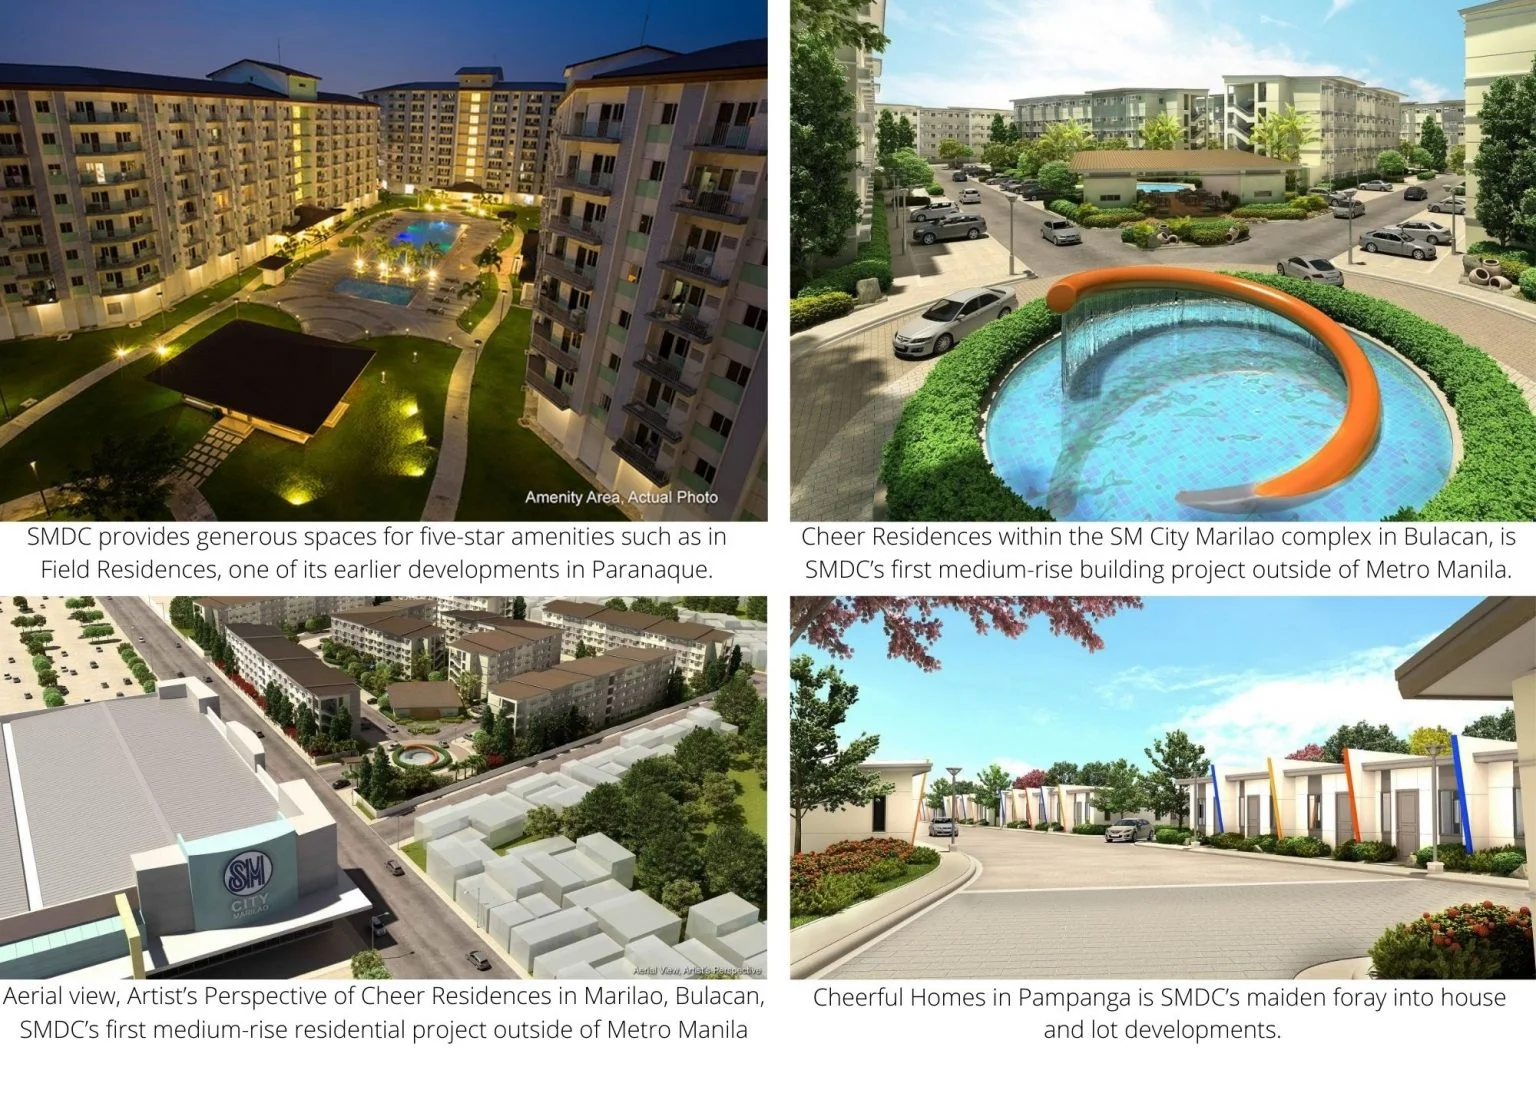 Amenity Area, Actual Photo
SMDC provides generous spaces for five-star amenities such as in
Field Residences, one of its earlier developments in Paranaque.
Cheer Residences within the SM City Marilao complex in Bulacan, is
SMDC’s first medium-rise building project outside of Metro Manila.
SM
CITY
MARILAO
Aerial View, Artist's Perspective
Aerial view, Artist’s Perspective of Cheer Residences in Marilao, Bulacan,
SMDC’s first medium-rise residential project outside of Metro Manila
Cheerful Homes in Pampanga is SMDC’s maiden foray into house
and lot developments.